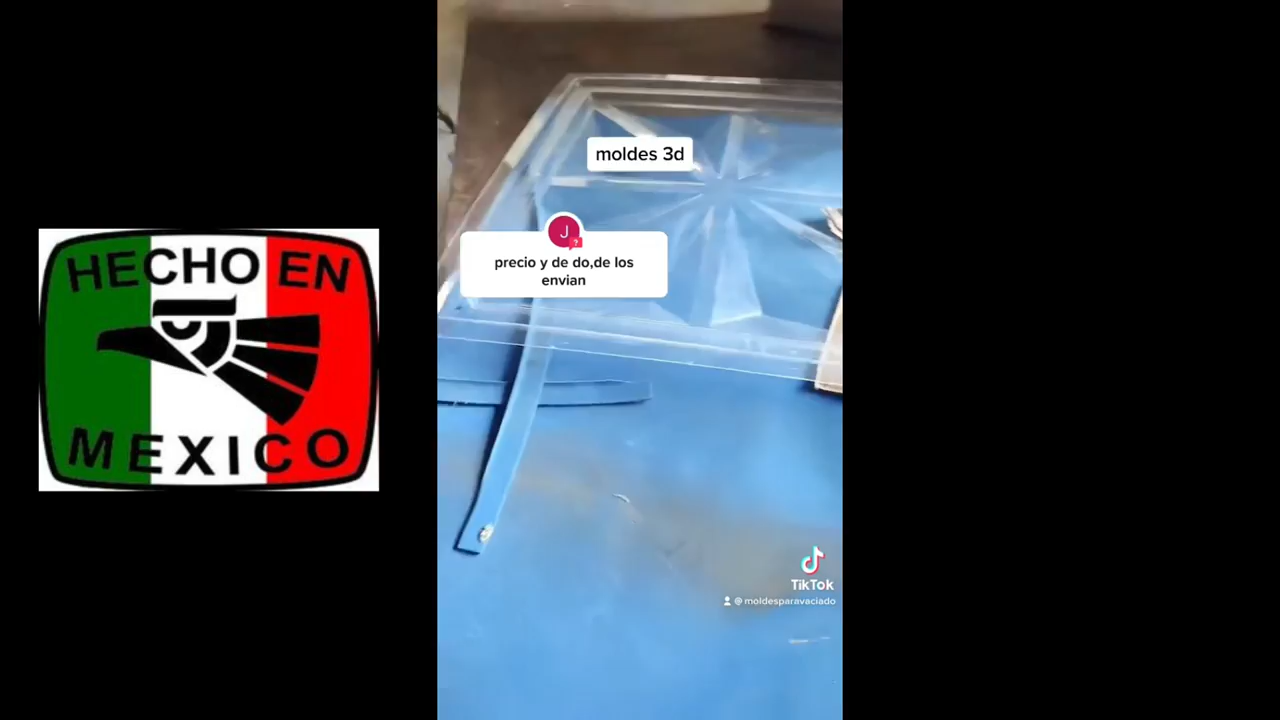 HECHO EN
MEXICO
moldes 3d
J
?
precio y de do,de los
envian
TikTok
@moldesparavaciado